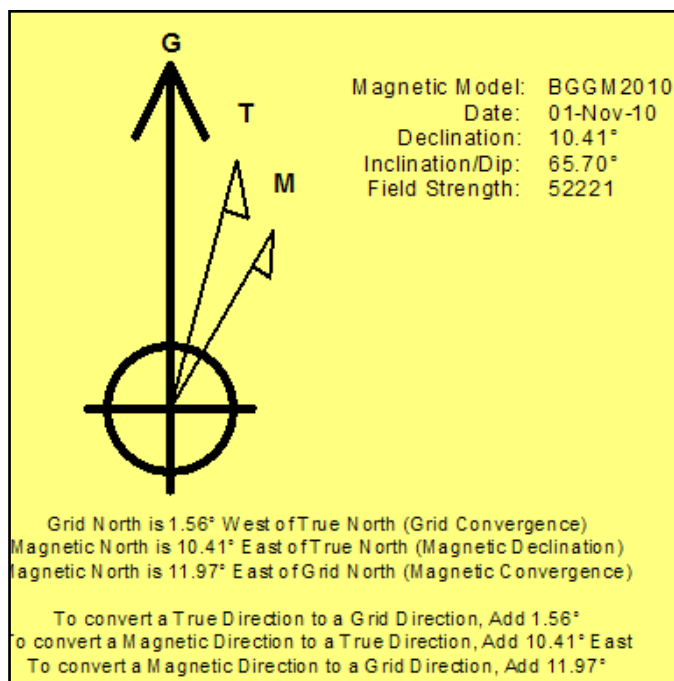 G
T
M
Magnetic Model: BGGM2010
Date: 01-Nov-10
Declination: 10.41°
Inclination/Dip: 65.70°
Field Strength: 52221
Grid North is 1.56° West of True North (Grid Convergence)
Magnetic North is 10.41° East of True North (Magnetic Declination)
Magnetic North is 11.97° East of Grid North (Magnetic Convergence)
To convert a True Direction to a Grid Direction, Add 1.56°
To convert a Magnetic Direction to a True Direction, Add 10.41° East
To convert a Magnetic Direction to a Grid Direction, Add 11.97°